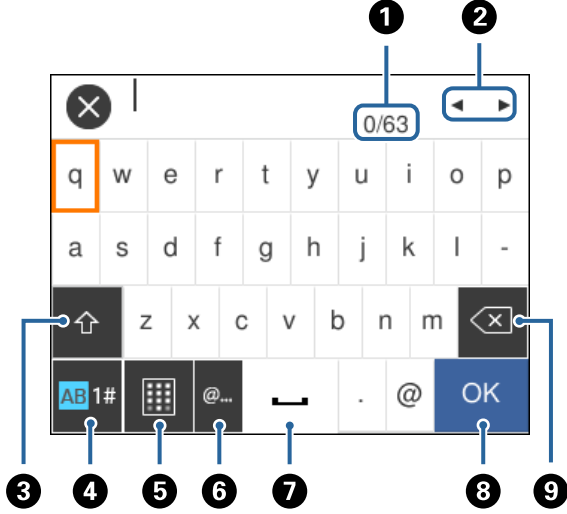 1 2
0/63
q w e r t y u i o p
a s d f g h j k l -
z x c v b n m
AB 1# @... . @ OK
3 4 5 6 7 8 9